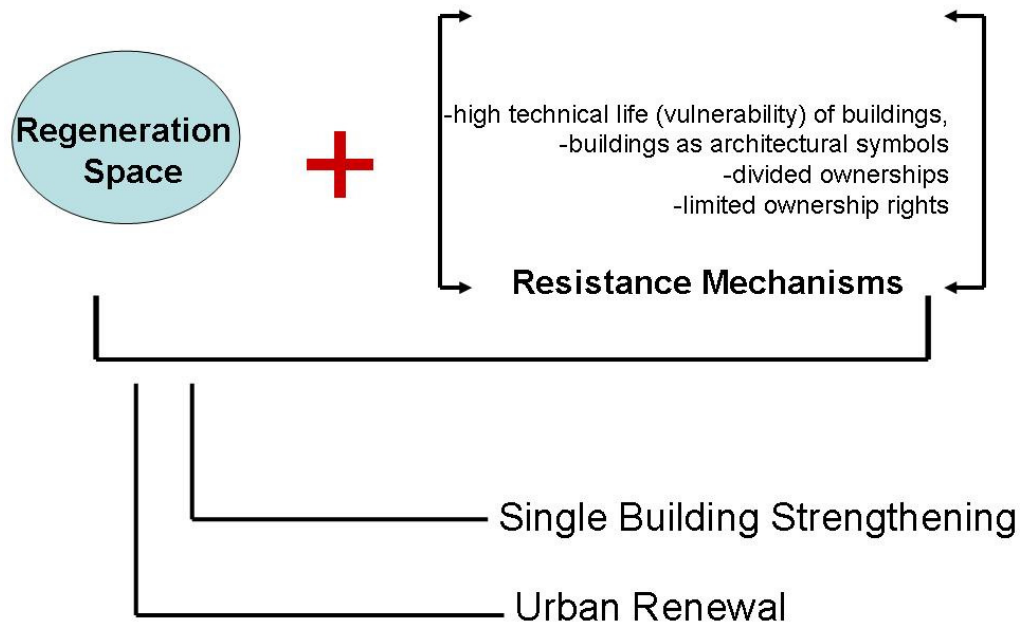 Regeneration
Space
+
-high technical life (vulnerability) of buildings,
-buildings as architectural symbols
-divided ownerships
-limited ownership rights
Resistance Mechanisms
Single Building Strengthening
Urban Renewal